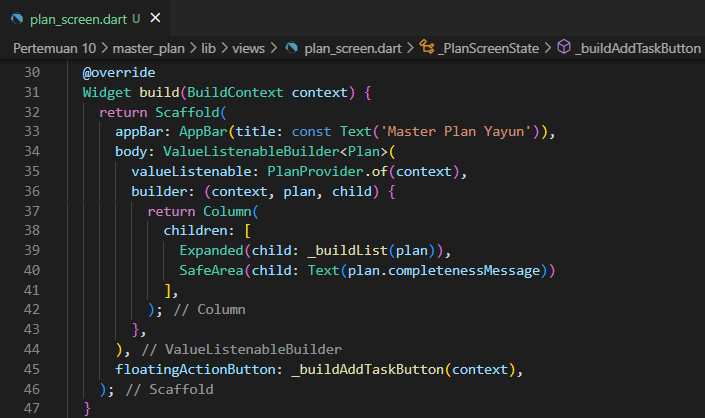 plan_screen.dart U
Pertemuan 10 > master_plan > lib > views > plan_screen.dart > _PlanScreenState > _buildAddTaskButton
30 @override
31 Widget build(BuildContext context) {
32 return Scaffold(
33 appBar: AppBar(title: const Text('Master Plan Yayun')),
34 body: ValueListenableBuilder<Plan>(
35 valueListenable: PlanProvider.of(context),
36 builder: (context, plan, child) {
37 return Column(
38 children: [
39 Expanded(child: _buildList(plan)),
40 SafeArea(child: Text(plan.completenessMessage))
41 ],
42 ); // Column
43 },
44 ), // ValueListenableBuilder
45 floatingActionButton: _buildAddTaskButton(context),
46 ); // Scaffold
47 }